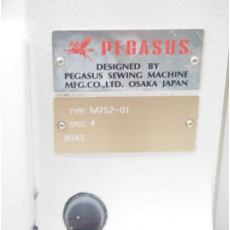 PEGASUS
DESIGNED BY
PEGASUS SEWING MACHINE
MFG.CO.,LTD. OSAKA JAPAN
TYPE M752-01
SPEC. 4
DEVICE